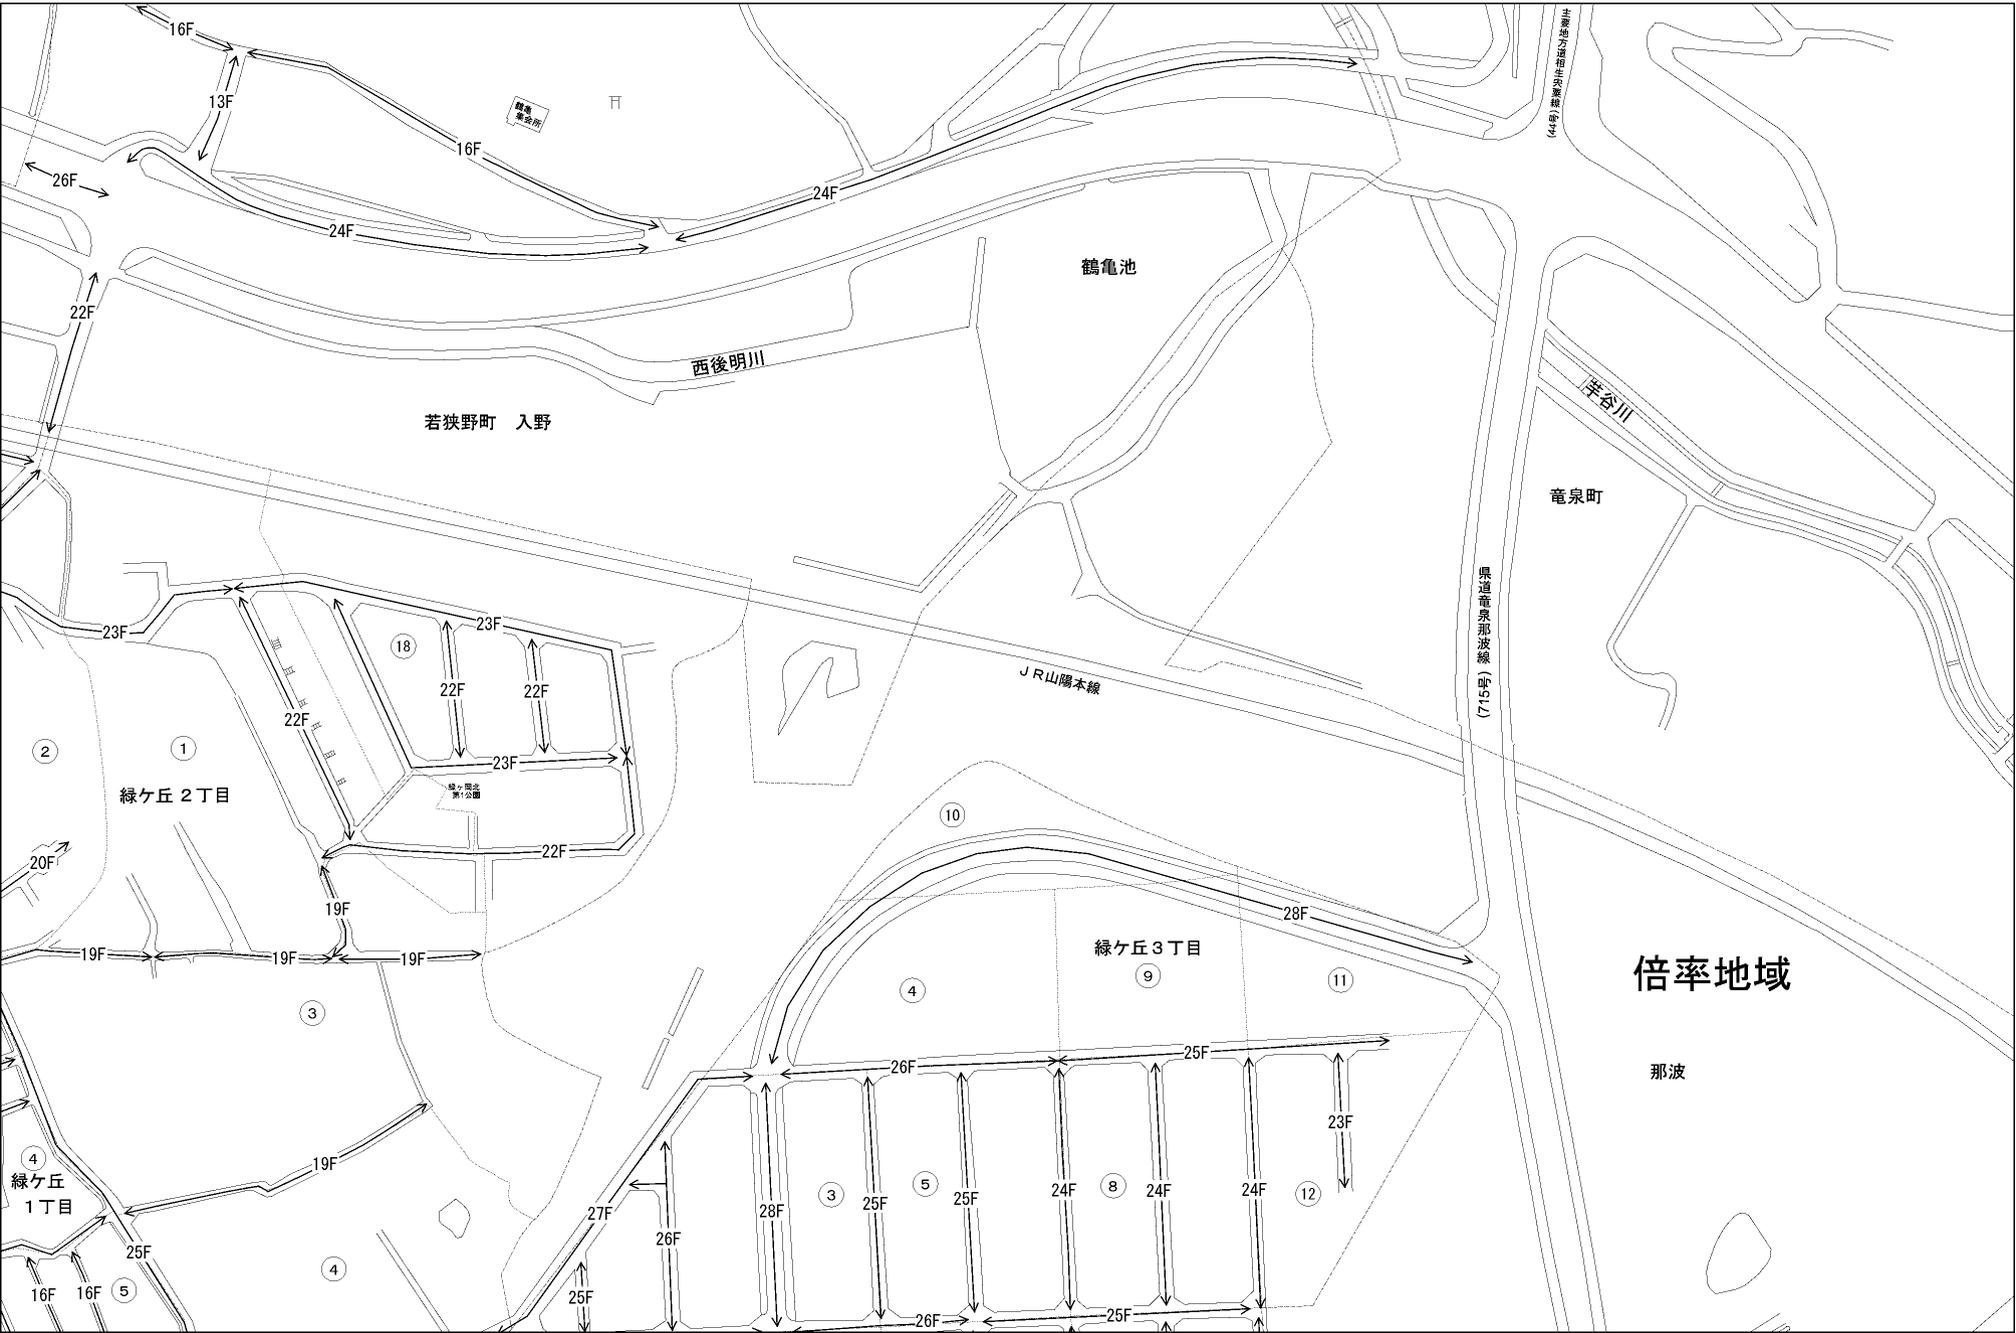 16F
13F
鶴亀
集会所
16F
26F
24F
24F
主要地方道相生宍粟線 (44号)
22F
鶴亀池
西後明川
若狭野町　入野
芋谷川
竜泉町
県道竜泉那波線 (715号)
JR山陽本線
23F
23F
18
22F
22F
22F
23F
2
1
緑ケ丘 2丁目
緑ヶ岡北
第1公園
20F
22F
10
19F
28F
19F
19F
19F
緑ケ丘3丁目
9
4
11
倍率地域
3
26F
25F
那波
23F
4
緑ケ丘
1丁目
19F
3
5
25F
25F
24F
8
24F
24F
12
28F
27F
26F
25F
4
5
16F
16F
25F
26F
25F